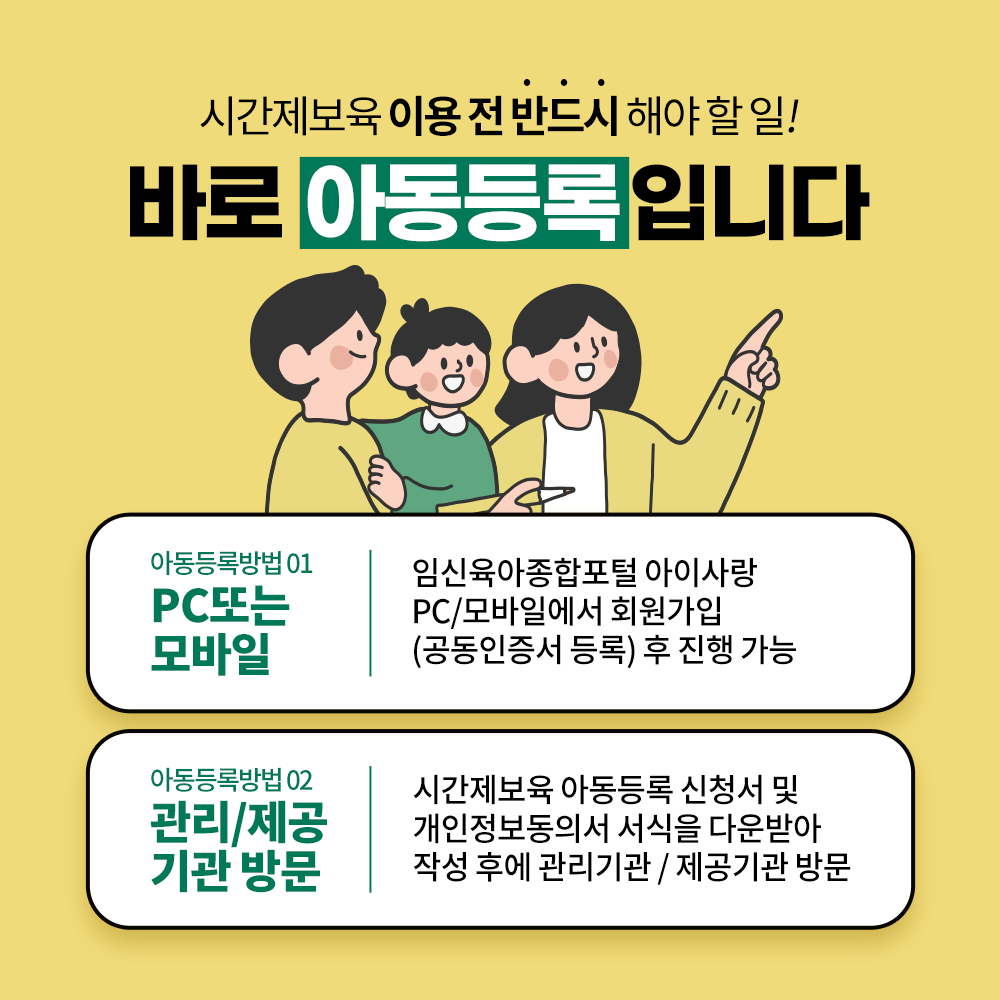 시간제보육 이용 전 반드시 해야 할 일!
바로 아동등록입니다
아동등록방법 01
PC또는
모바일
임신육아종합포털 아이사랑
PC/모바일에서 회원가입
(공동인증서 등록) 후 진행 가능
아동등록방법 02
관리/제공
기관 방문
시간제보육 아동등록 신청서 및
개인정보동의서 서식을 다운받아
작성 후에 관리기관 / 제공기관 방문